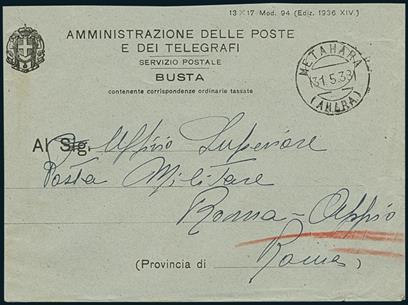 13 X 17 Mod. 94 (Ediz. 1936 XIV.)
AMMINISTRAZIONE DELLE POSTE
E DEI TELEGRAFI
SERVIZIO POSTALE
BUSTA
contenente corrispondenze ordinarie tassate
METAHARA
31.5.38
(AHARA)
Al Sig. Uffizio Superiore
Posta Militare
Roma - Appio
(Provincia di Roma)